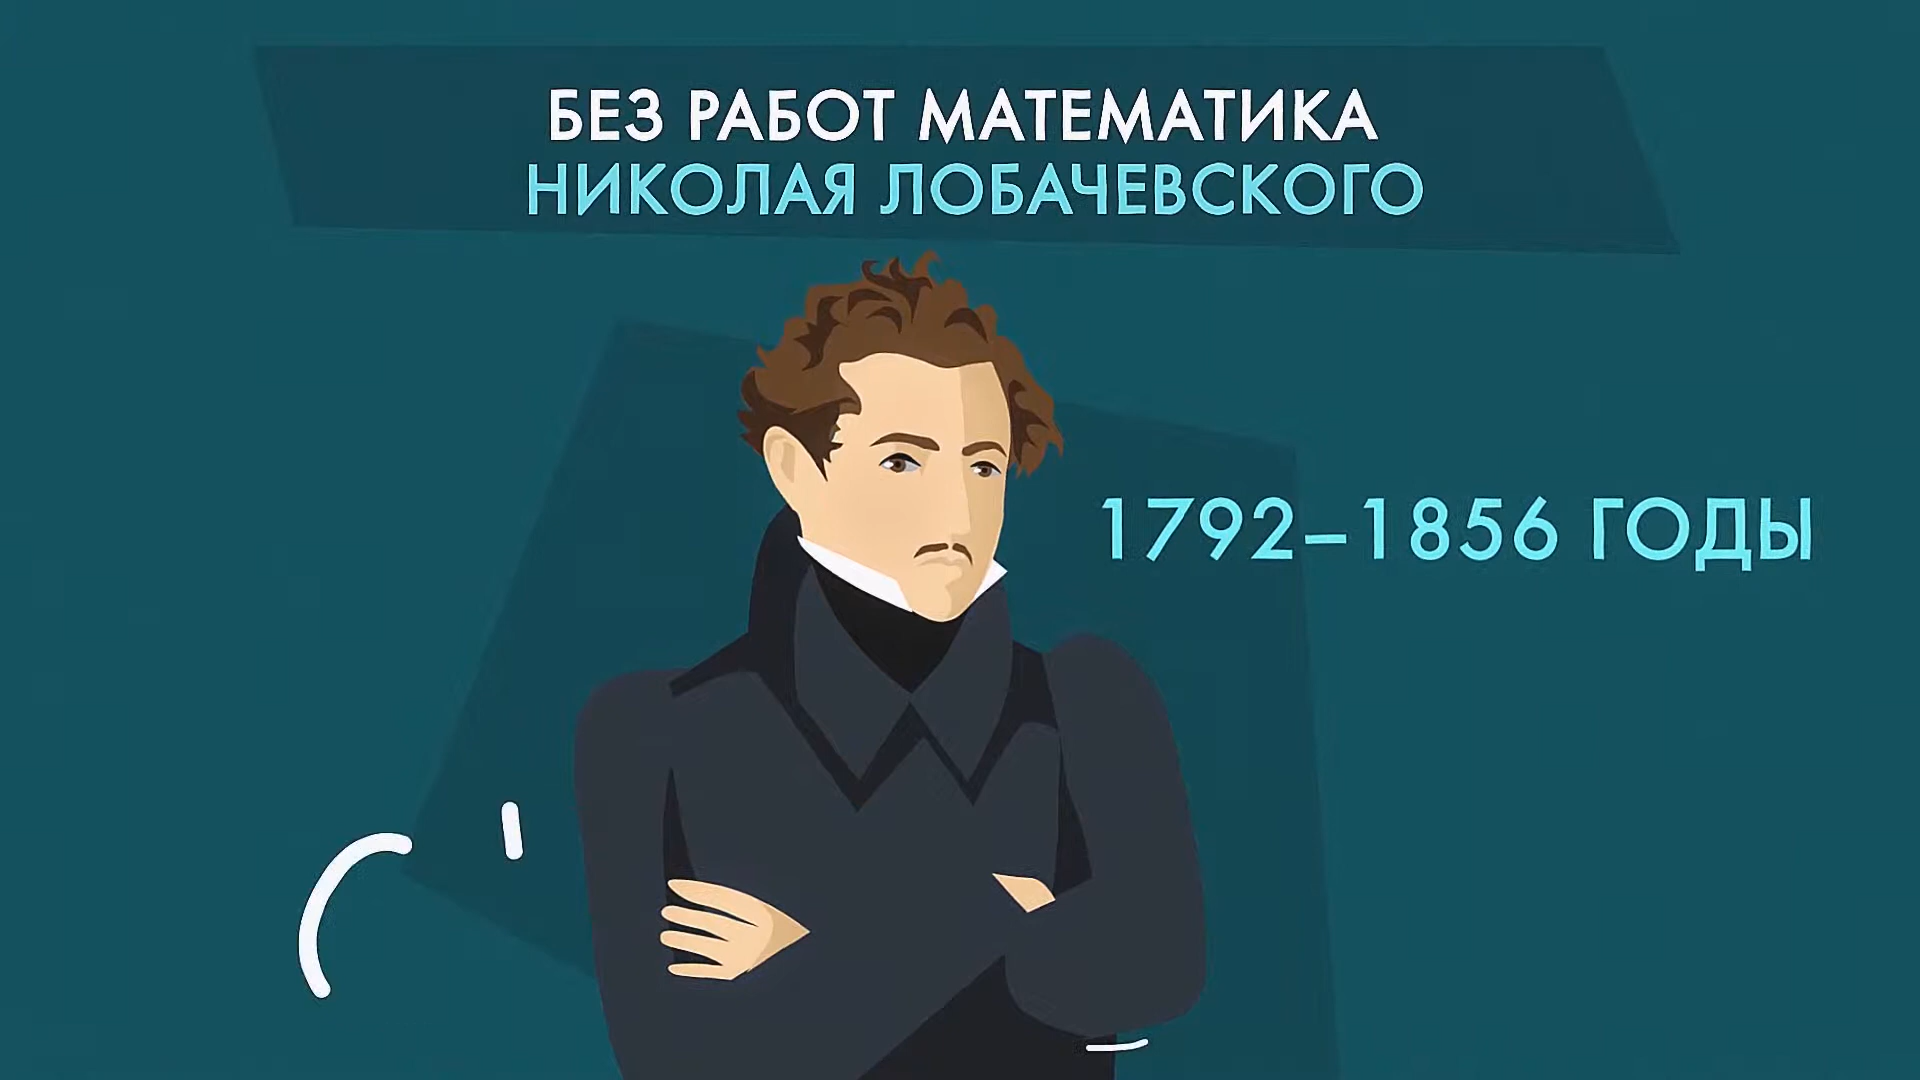 БЕЗ РАБОТ МАТЕМАТИКА
НИКОЛАЯ ЛОБАЧЕВСКОГО
1792–1856 ГОДЫ